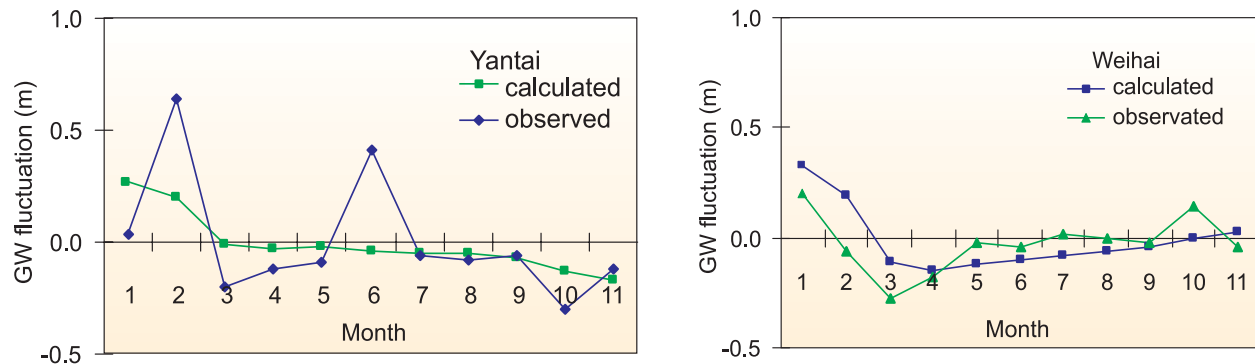 1.0
0.5
0.0
-0.5
GW fluctuation (m)
Yantai
calculated
observed
1 2 3 4 5 6 7 8 9 10 11
Month
1.0
0.5
0.0
-0.5
GW fluctuation (m)
Weihai
calculated
observated
1 2 3 4 5 6 7 8 9 10 11
Month